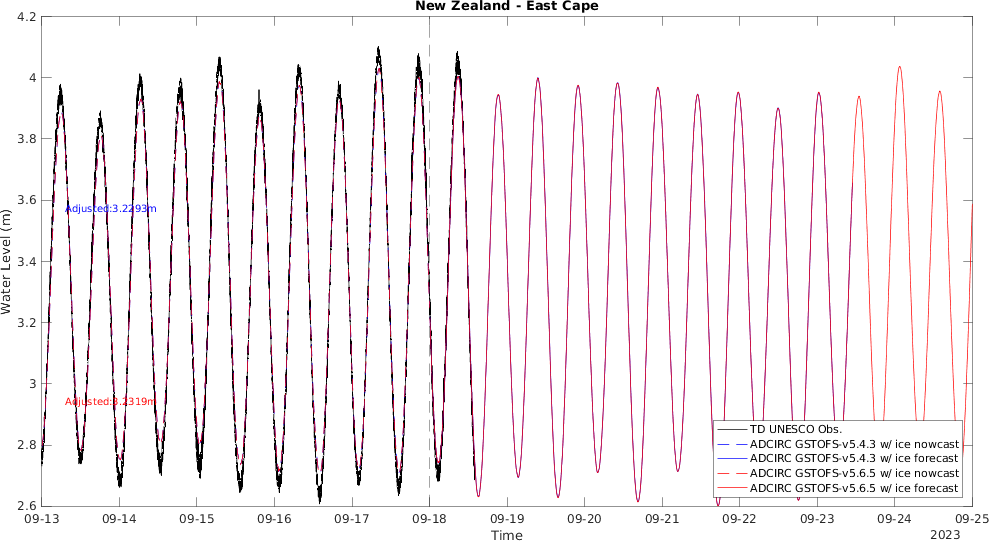 New Zealand - East Cape
4.2
4
3.8
3.6
3.4
3.2
3
2.8
2.6
Water Level (m)
Adjusted:3.2293m
Adjusted:3.2319m
TD UNESCO Obs.
ADCIRC GSTOFS-v5.4.3 w/ ice nowcast
ADCIRC GSTOFS-v5.4.3 w/ ice forecast
ADCIRC GSTOFS-v5.6.5 w/ ice nowcast
ADCIRC GSTOFS-v5.6.5 w/ ice forecast
09-13 09-14 09-15 09-16 09-17 09-18 09-19 09-20 09-21 09-22 09-23 09-24 09-25
Time
2023